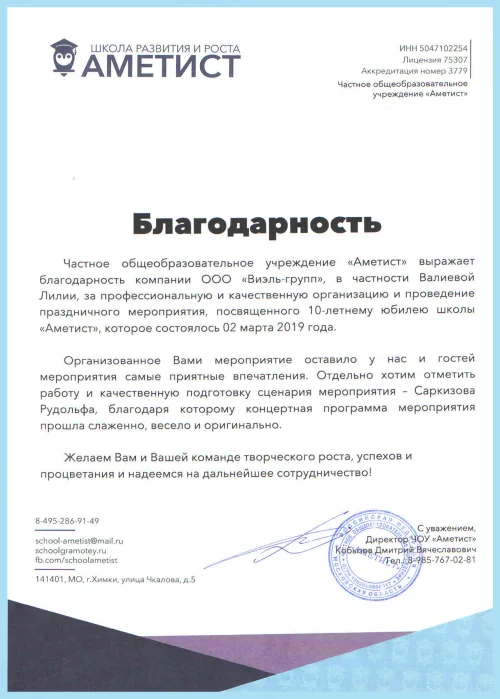 ШКОЛА РАЗВИТИЯ И РОСТА
АМЕТИСТ
ИНН 5047102254
Лицензия 75307
Аккредитация номер 3779
Частное общеобразовательное
учреждение «Аметист»
Благодарность
Частное общеобразовательное учреждение «Аметист» выражает
благодарность компании ООО «Виэль-групп», в частности Валиевой
Лилии, за профессиональную и качественную организацию и проведение
праздничного мероприятия, посвященного 10-летнему юбилею школы
«Аметист», которое состоялось 02 марта 2019 года.
Организованное Вами мероприятие оставило у нас и гостей
мероприятия самые приятные впечатления. Отдельно хотим отметить
работу и качественную подготовку сценария мероприятия – Саркизова
Рудольфа, благодаря которому концертная программа мероприятия
прошла слаженно, весело и оригинально.
Желаем Вам и Вашей команде творческого роста, успехов и
процветания и надеемся на дальнейшее сотрудничество!
8-495-286-91-49
school-ametist@mail.ru
schoolgramotey.ru
fb.com/schoolametist
141401, МО, г.Химки, улица Чкалова, д.5
С уважением,
Директор ЧОУ «Аметист»
Кобызов Дмитрий Вячеславович
Тел.: 8-985-767-02-81
РОССИЙСКАЯ
МОСКОВСКАЯ ОБЛАСТЬ